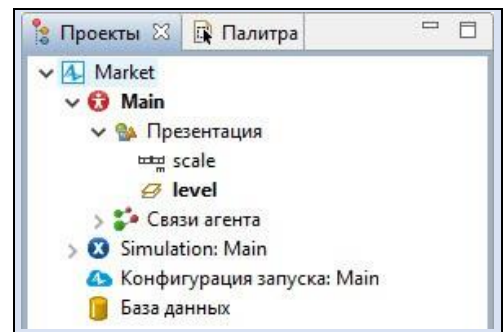 Проекты Палитра
Market
Main
Презентация
scale
level
Связи агента
Simulation: Main
Конфигурация запуска: Main
База данных